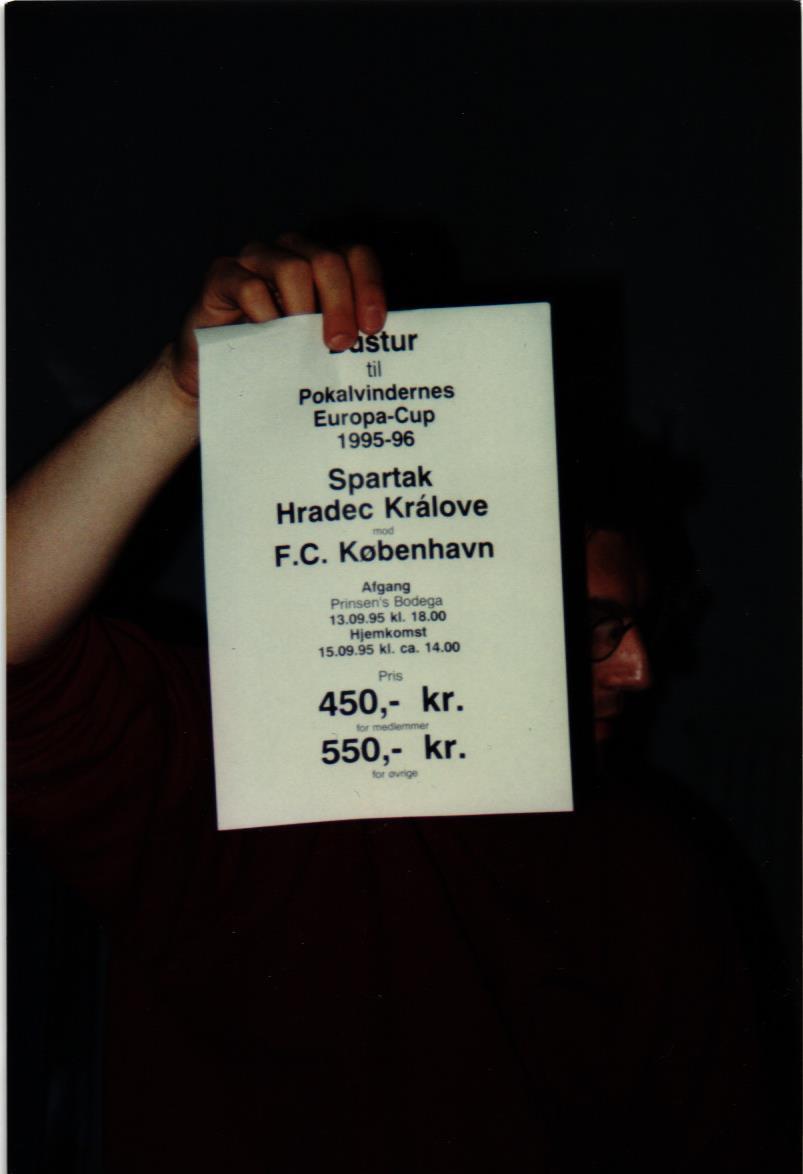 Bustur
til
Pokalvindernes
Europa-Cup
1995-96
Spartak
Hradec Králove
mod
F.C. København
Afgang
Prinsen's Bodega
13.09.95 kl. 18.00
Hjemkomst
15.09.95 kl. ca. 14.00
Pris
450,- kr.
for medlemmer
550,- kr.
for øvrige